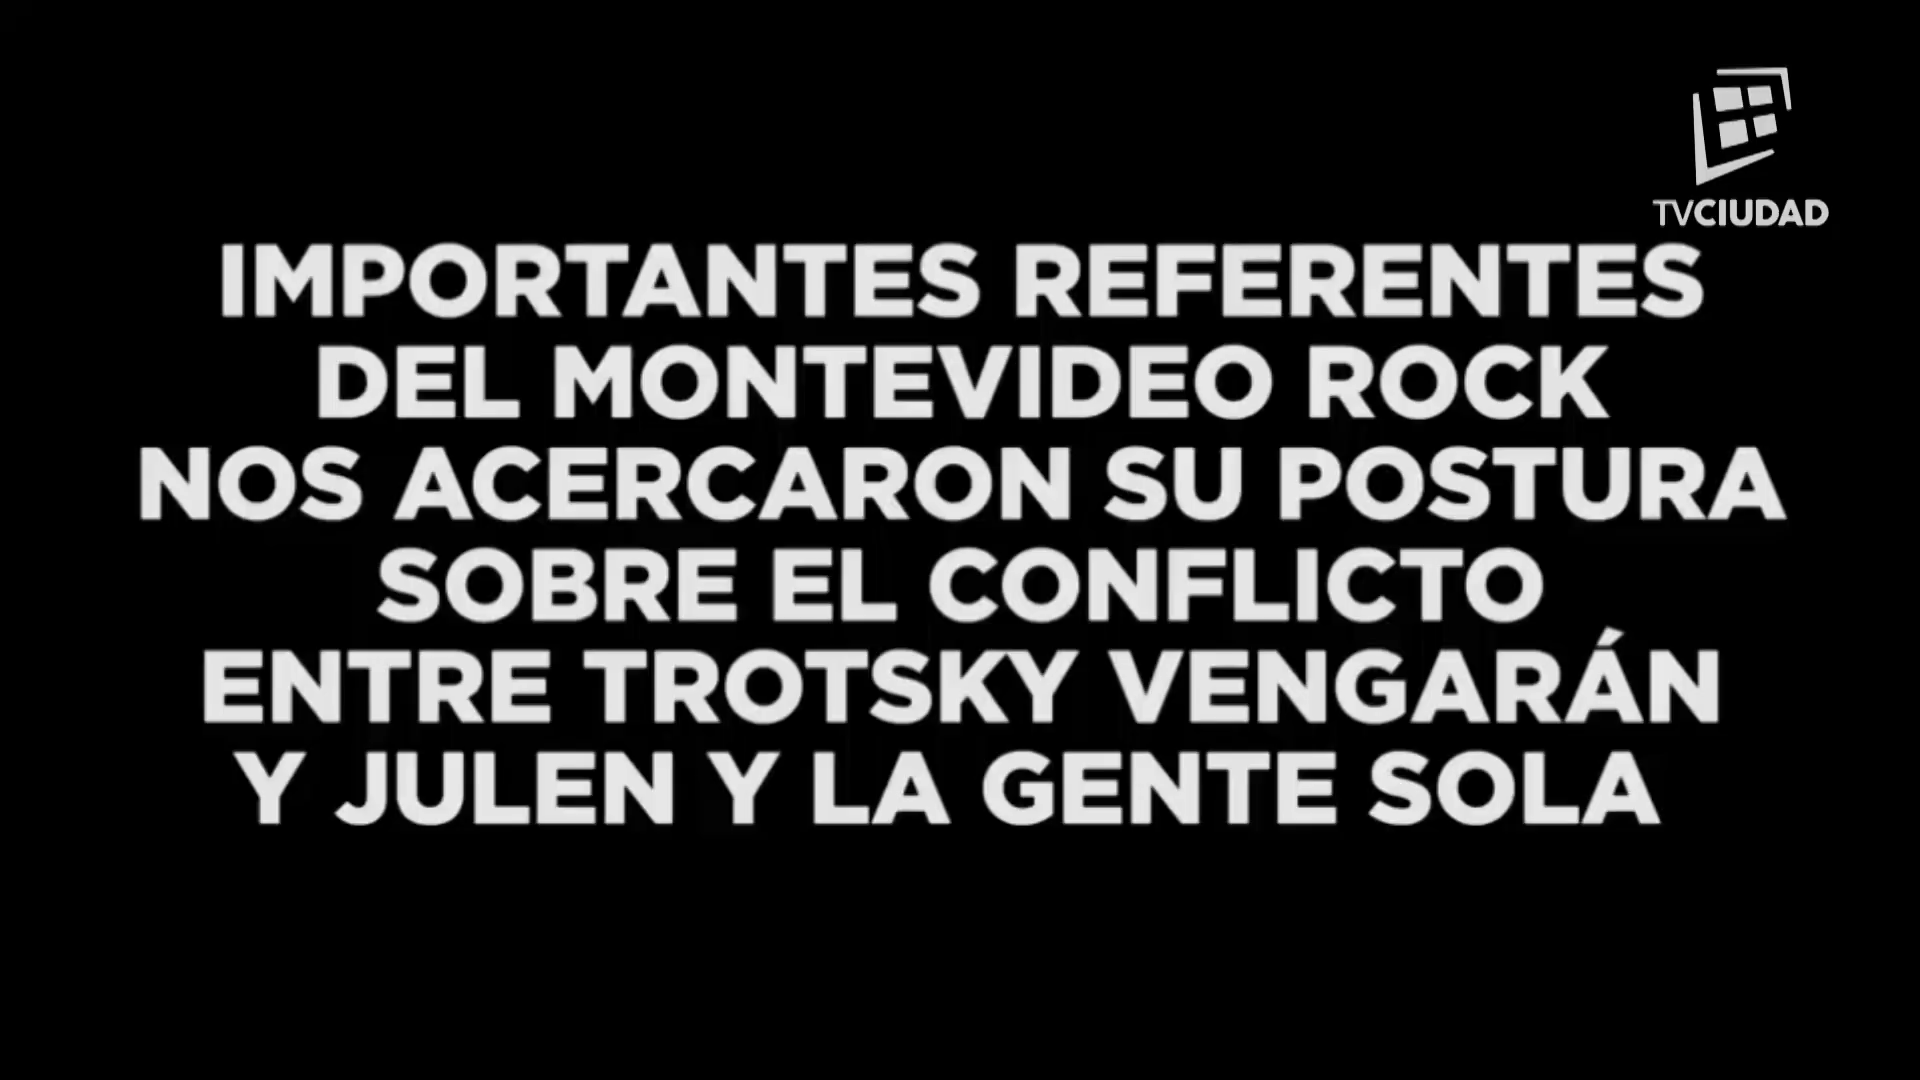 TVCIUDAD
IMPORTANTES REFERENTES
DEL MONTEVIDEO ROCK
NOS ACERCARON SU POSTURA
SOBRE EL CONFLICTO
ENTRE TROTSKY VENGARÁN
Y JULEN Y LA GENTE SOLA